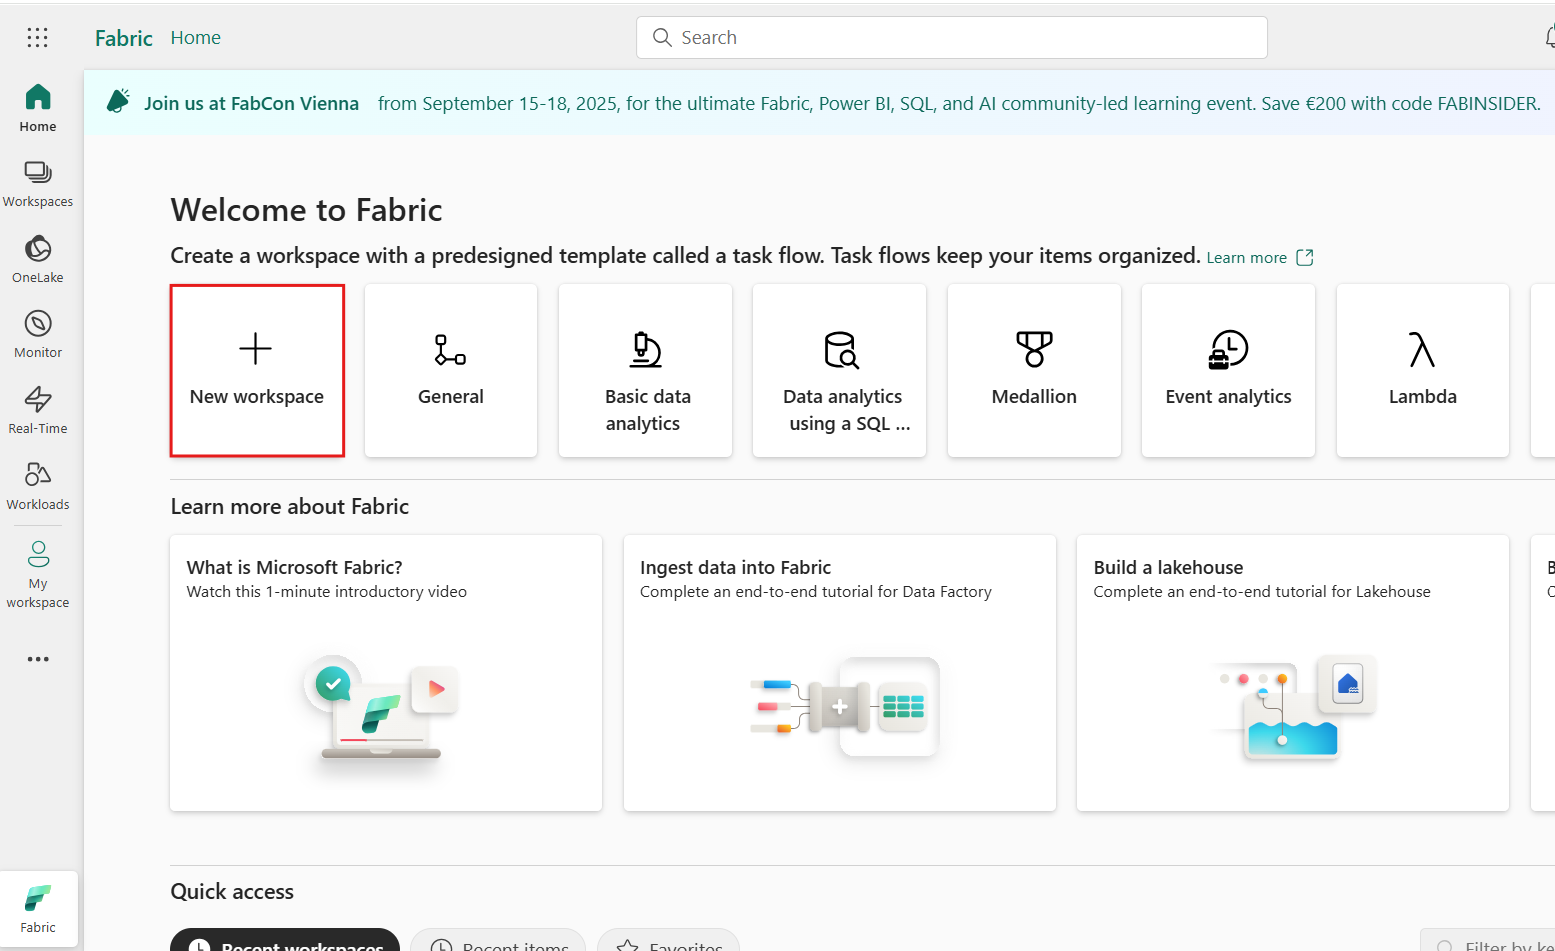 Fabric Home
Search
Join us at FabCon Vienna from September 15-18, 2025, for the ultimate Fabric, Power BI, SQL, and AI community-led learning event. Save €200 with code FABINSIDER.
Home
Workspaces
OneLake
Monitor
Real-Time
Workloads
My
workspace
Fabric
Welcome to Fabric
Create a workspace with a predesigned template called a task flow. Task flows keep your items organized. Learn more
New workspace
General
Basic data
analytics
Data analytics
using a SQL ...
Medallion
Event analytics
Lambda
Learn more about Fabric
What is Microsoft Fabric?
Watch this 1-minute introductory video
Ingest data into Fabric
Complete an end-to-end tutorial for Data Factory
Build a lakehouse
Complete an end-to-end tutorial for Lakehouse
Quick access
Recent workspaces
Recent items
Favorites
Filter by ke